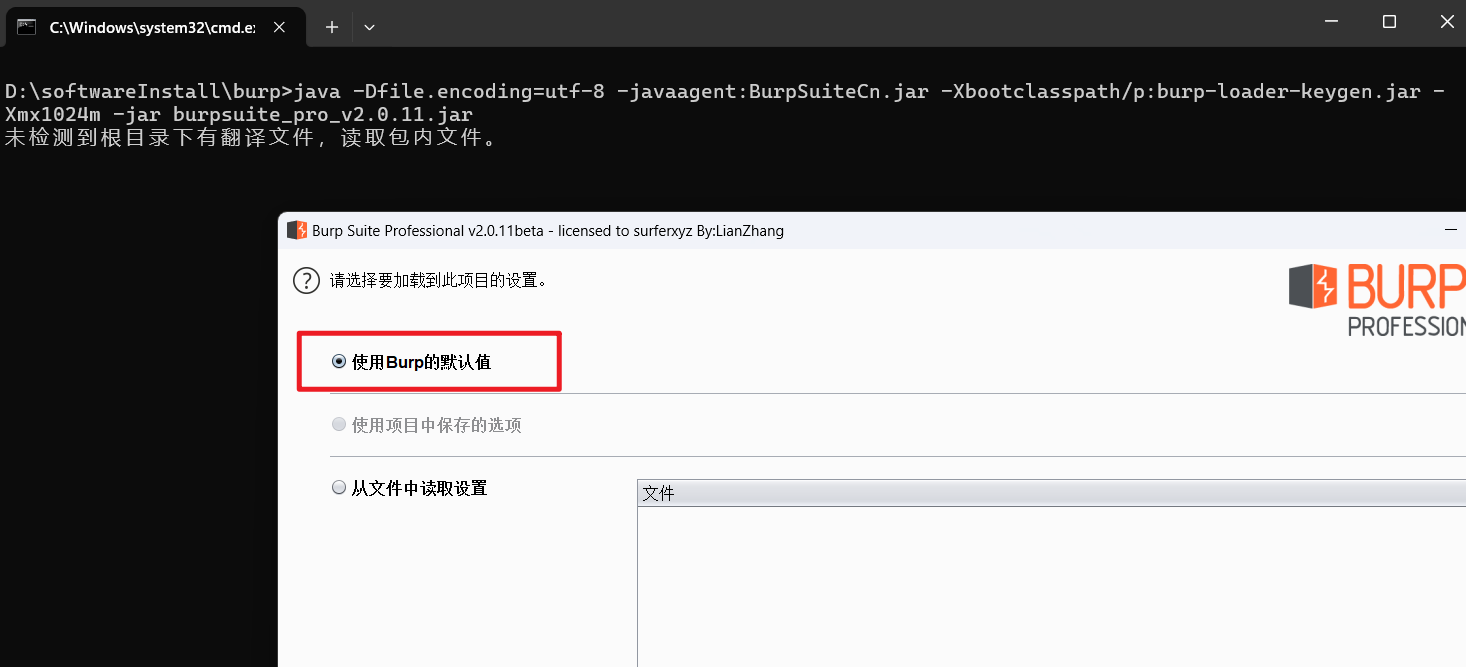 C:\Windows\system32\cmd.e
D:\softwareInstall\burp>java -Dfile.encoding=utf-8 -javaagent:BurpSuiteCn.jar -Xbootclasspath/p:burp-loader-keygen.jar -
Xmx1024m -jar burpsuite_pro_v2.0.11.jar
未检测到根目录下有翻译文件，读取包内文件。
Burp Suite Professional v2.0.11beta - licensed to surferxyz By:LianZhang
请选择要加载到此项目的设置。
BURP
PROFESSION
使用Burp的默认值
使用项目中保存的选项
从文件中读取设置
文件